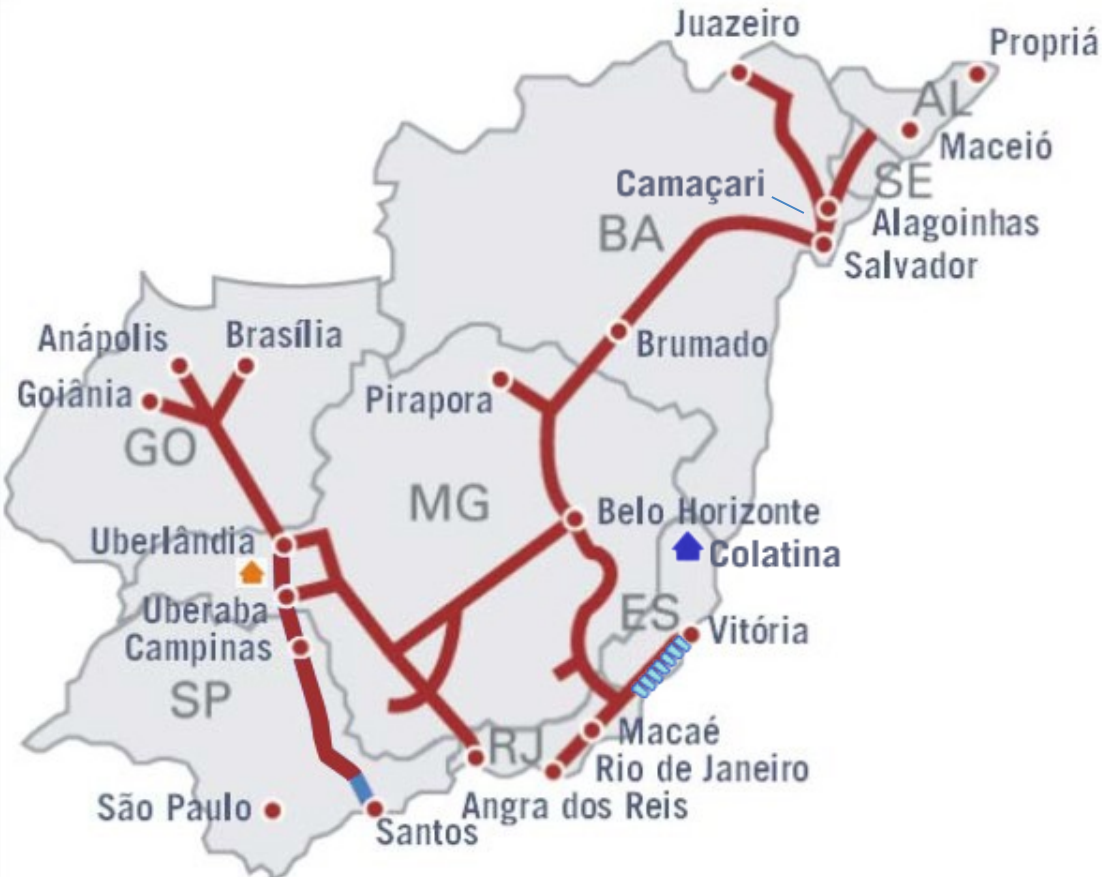 Juazeiro
Propriá
AL
Maceió
Camaçari
SE
BA
Alagoinhas
Salvador
Anápolis
Brasília
Brumado
Goiânia
Pirapora
GO
MG
Belo Horizonte
Uberlândia
Colatina
Uberaba
ES
Campinas
Vitória
SP
RJ
Macaé
Rio de Janeiro
São Paulo
Angra dos Reis
Santos